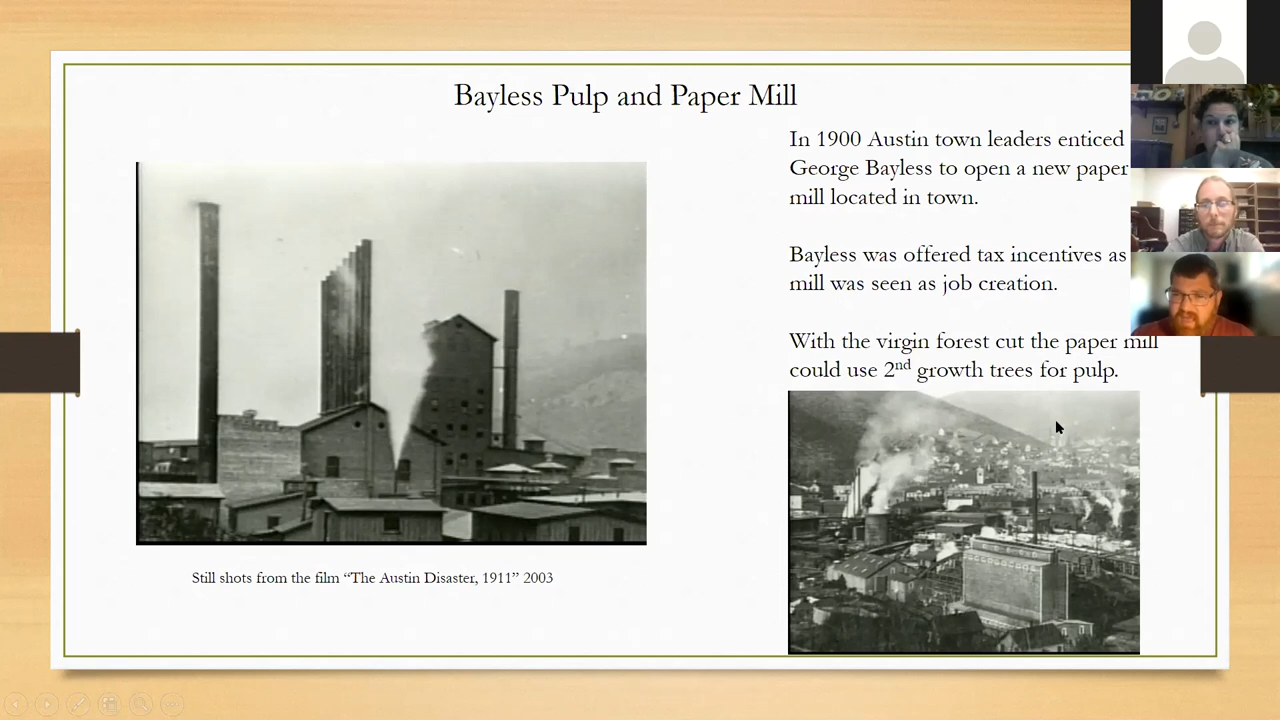 Bayless Pulp and Paper Mill
In 1900 Austin town leaders enticed
George Bayless to open a new paper
mill located in town.
Bayless was offered tax incentives as
mill was seen as job creation.
With the virgin forest cut the paper mill
could use 2nd growth trees for pulp.
Still shots from the film “The Austin Disaster, 1911” 2003